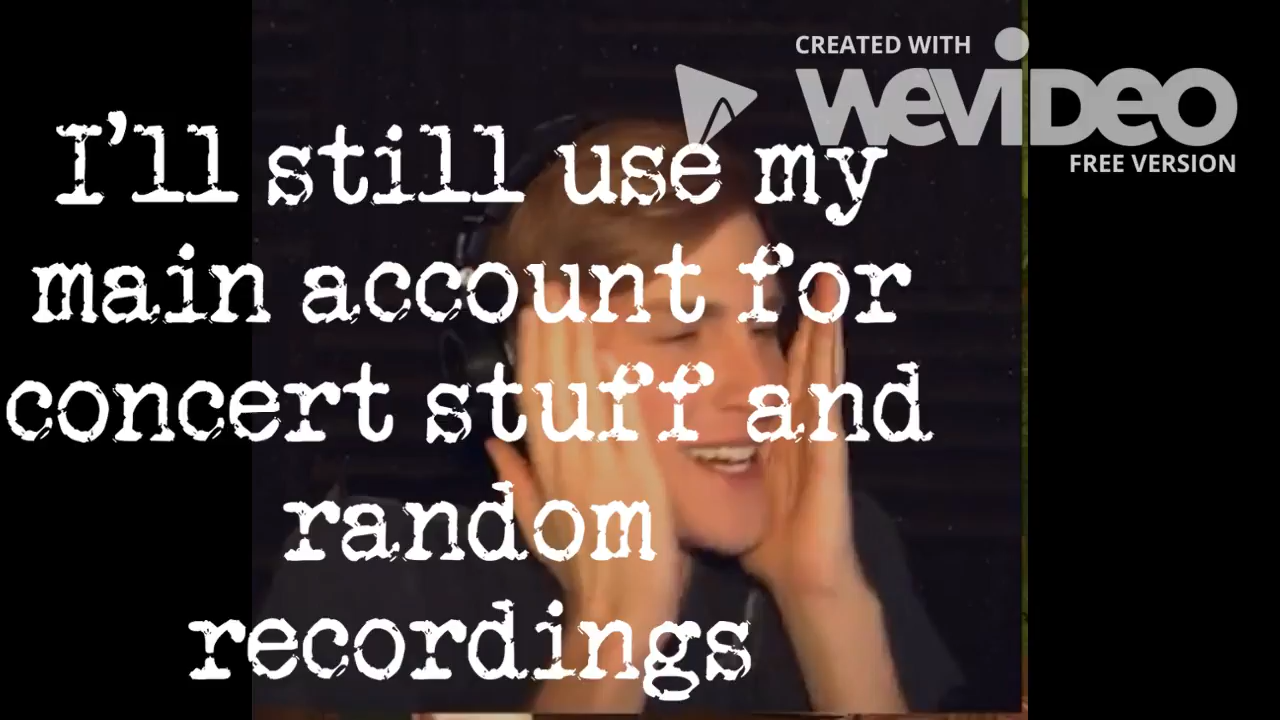 CREATED WITH
WEVIDEO
FREE VERSION
I'll still use my
main account for
concert stuff and
random
recordings